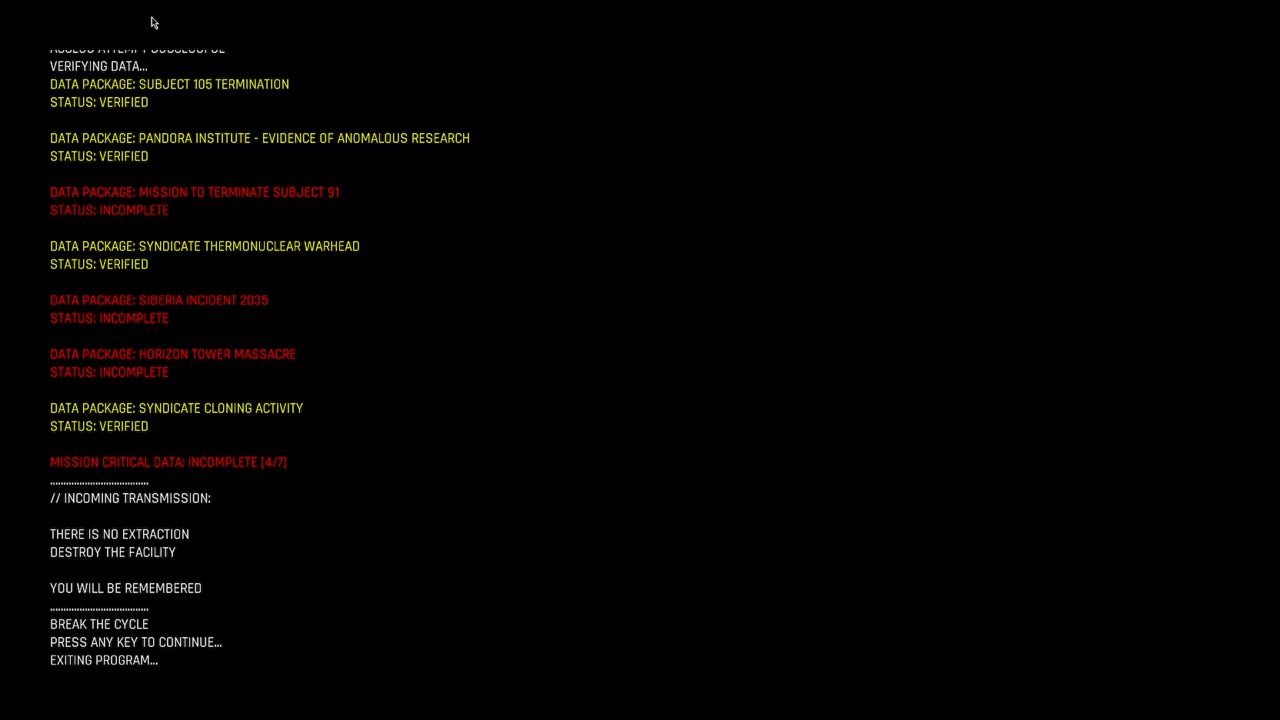 ACCESS ATTEMPT SUCCESSFUL
VERIFYING DATA...
DATA PACKAGE: SUBJECT 105 TERMINATION
STATUS: VERIFIED
DATA PACKAGE: PANDORA INSTITUTE - EVIDENCE OF ANOMALOUS RESEARCH
STATUS: VERIFIED
DATA PACKAGE: MISSION TO TERMINATE SUBJECT 91
STATUS: INCOMPLETE
DATA PACKAGE: SYNDICATE THERMONUCLEAR WARHEAD
STATUS: VERIFIED
DATA PACKAGE: SIBERIA INCIDENT 2035
STATUS: INCOMPLETE
DATA PACKAGE: HORIZON TOWER MASSACRE
STATUS: INCOMPLETE
DATA PACKAGE: SYNDICATE CLONING ACTIVITY
STATUS: VERIFIED
MISSION CRITICAL DATA: INCOMPLETE [4/7]
..................................
// INCOMING TRANSMISSION:
THERE IS NO EXTRACTION
DESTROY THE FACILITY
YOU WILL BE REMEMBERED
..................................
BREAK THE CYCLE
PRESS ANY KEY TO CONTINUE...
EXITING PROGRAM...